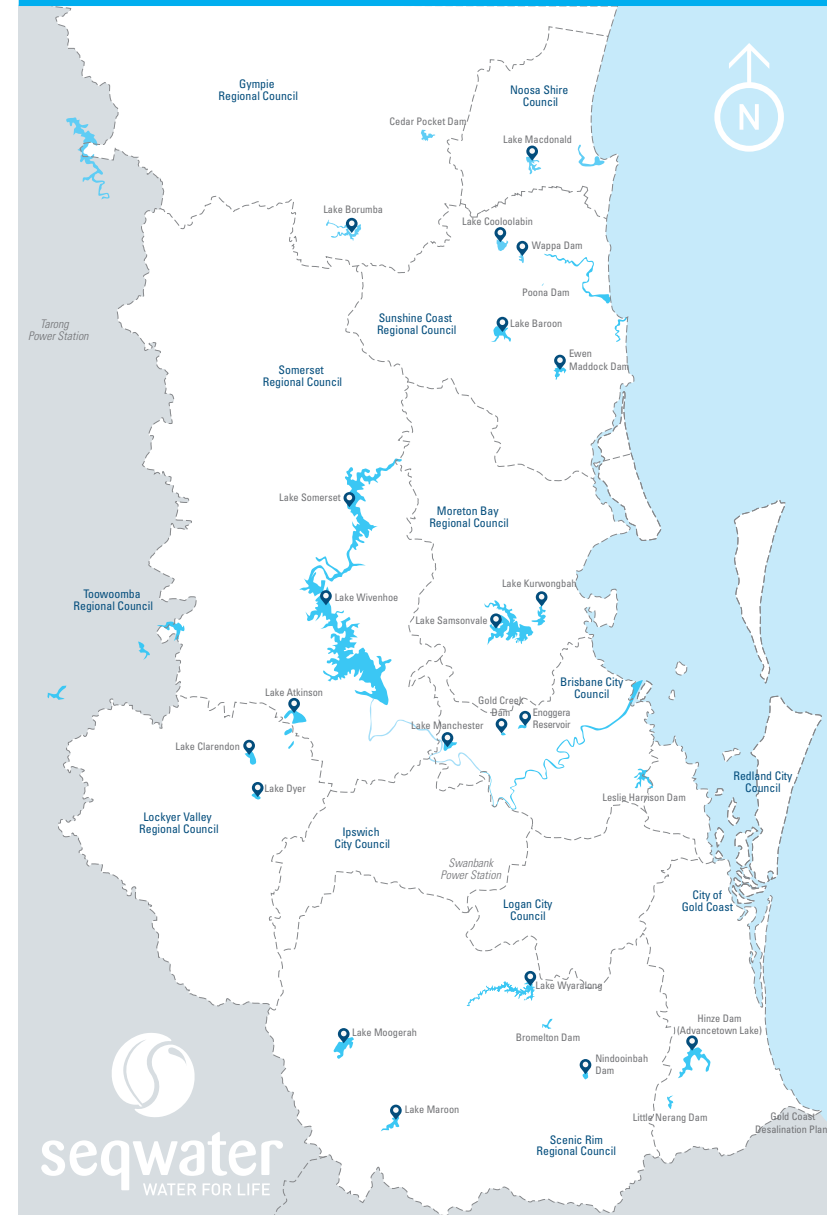 Gympie
Regional Council
Noosa Shire
Council
N
Cedar Pocket Dam
Lake Macdonald
Lake Borumba
Lake Cooloolabin
Wappa Dam
Poona Dam
Tarong
Power Station
Sunshine Coast
Regional Council
Lake Baroon
Ewen
Maddock Dam
Somerset
Regional Council
Lake Somerset
Moreton Bay
Regional Council
Toowoomba
Regional Council
Lake Wivenhoe
Lake Kurwongbah
Lake Samsonvale
Brisbane City
Council
Lake Atkinson
Gold Creek
Dam
Enoggera
Reservoir
Lake Manchester
Lake Clarendon
Lake Dyer
Leslie Harrison Dam
Redland City
Council
Lockyer Valley
Regional Council
Ipswich
City Council
Swanbank
Power Station
Logan City
Council
City of
Gold Coast
Lake Wyaralong
Bromelton Dam
Hinze Dam
(Advancetown Lake)
Lake Moogerah
Nindooinbah
Dam
Lake Maroon
Little Nerang Dam
Gold Coast
Desalination Plan
Scenic Rim
Regional Council
seqwater
WATER FOR LIFE